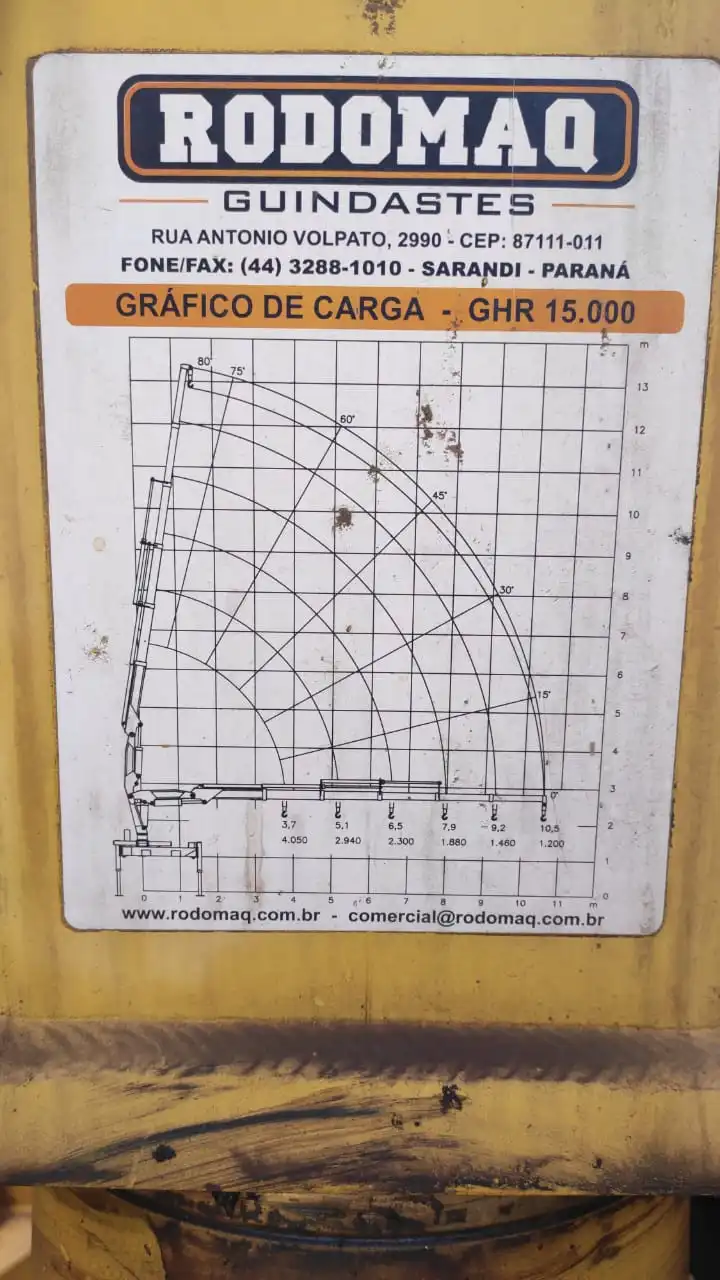 RODOMAQ
GUINDASTES
RUA ANTONIO VOLPATO, 2990 - CEP: 87111-011
FONE/FAX: (44) 3288-1010 - SARANDI - PARANÁ
GRÁFICO DE CARGA - GHR 15.000
m
80°
75°
13
60°
12
11
45°
10
9
30°
8
7
6
15°
5
4
3
0°
2
3,7 5,1 6,5 7,9 9,2 10,5
4.050 2.940 2.300 1.880 1.460 1.200
1
0
0 1 2 3 4 5 6 7 8 9 10 11 m
www.rodomaq.com.br - comercial@rodomaq.com.br